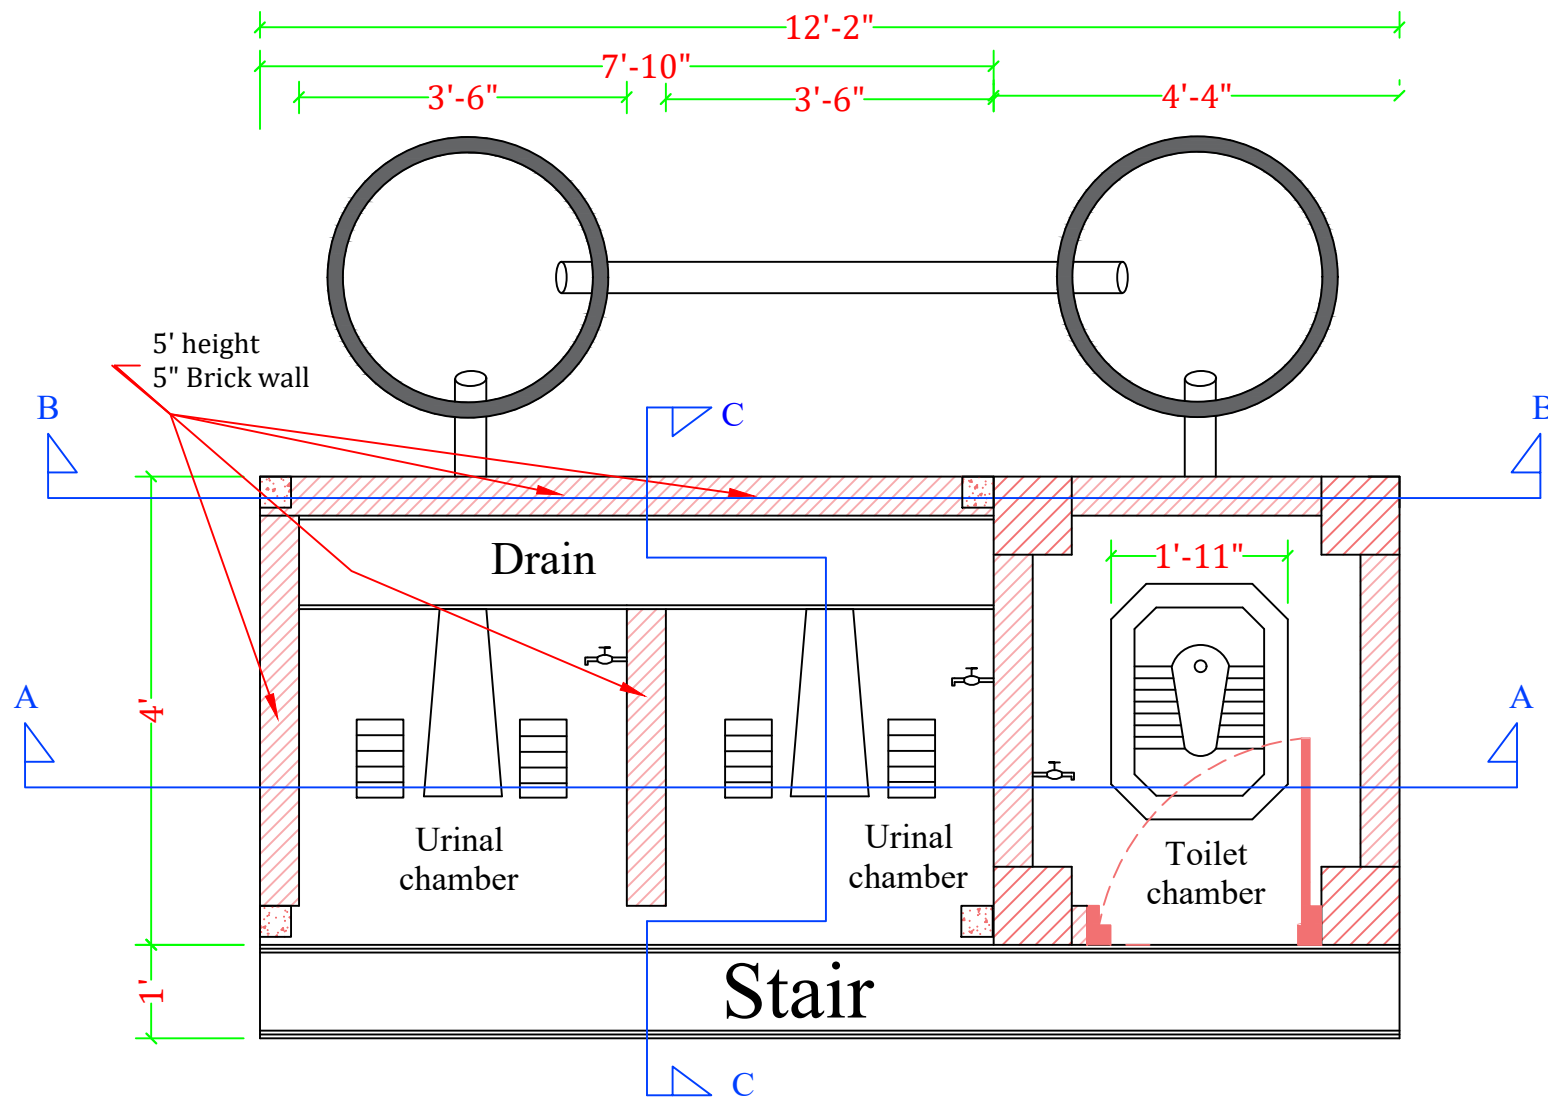 12'-2"
7'-10"
3'-6"
3'-6"
4'-4"
5' height
5" Brick wall
B
C
B
Drain
1'-11"
A
4'
A
Urinal
chamber
Urinal
chamber
Toilet
chamber
1'
Stair
C